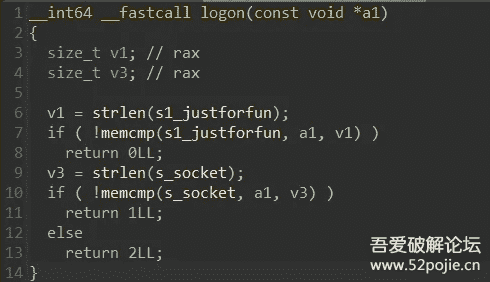 1 __int64 __fastcall logon(const void *a1)
2 {
3 size_t v1; // rax
4 size_t v3; // rax
5
6 v1 = strlen(s1_justforfun);
7 if ( !memcmp(s1_justforfun, a1, v1) )
8 return 0LL;
9 v3 = strlen(s_socket);
10 if ( !memcmp(s_socket, a1, v3) )
11 return 1LL;
12 else
13 return 2LL;
14 }
吾爱破解论坛
www.52pojie.cn